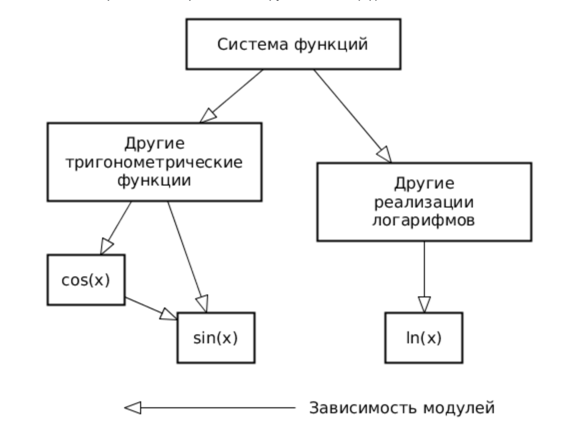 Система функций
Другие
тригонометрические
функции
Другие
реализации
логарифмов
cos(x)
sin(x)
ln(x)
Зависимость модулей